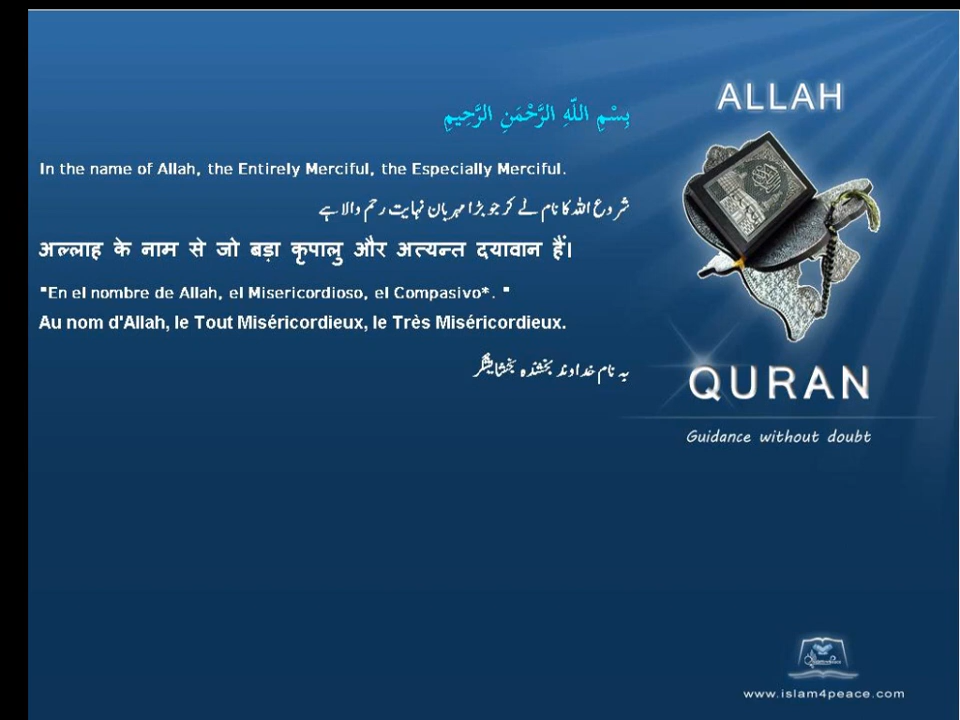 بِسْمِ اللَّهِ الرَّحْمَنِ الرَّحِيمِ
In the name of Allah, the Entirely Merciful, the Especially Merciful.
شروع اللہ کا نام لے کر جو بڑا مہربان نہایت رحم والا ہے
अल्लाह के नाम से जो बड़ा कृपालु और अत्यन्त दयावान हैं।
"En el nombre de Allah, el Misericordioso, el Compasivo*. "
Au nom d'Allah, le Tout Miséricordieux, le Très Miséricordieux.
به نام خداوند بخشنده بخشایشگر
ALLAH
QURAN
Guidance without doubt
www.islam4peace.com